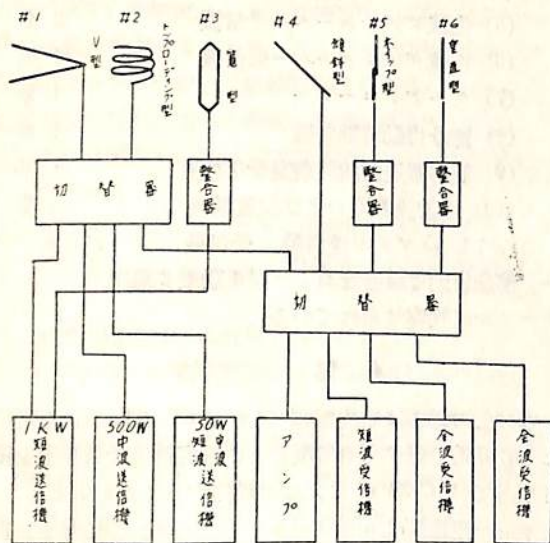 #1
#2
#3
#4
#5
#6
V型
トップローディング型
篭型
傾斜型
ホイップ型
垂直型
切替器
整合器
整合器
整合器
切替器
1KW
短波送信機
500W
中波送信機
50W
中波
短波送信機
アンプ
短波受信機
全波受信機
全波受信機